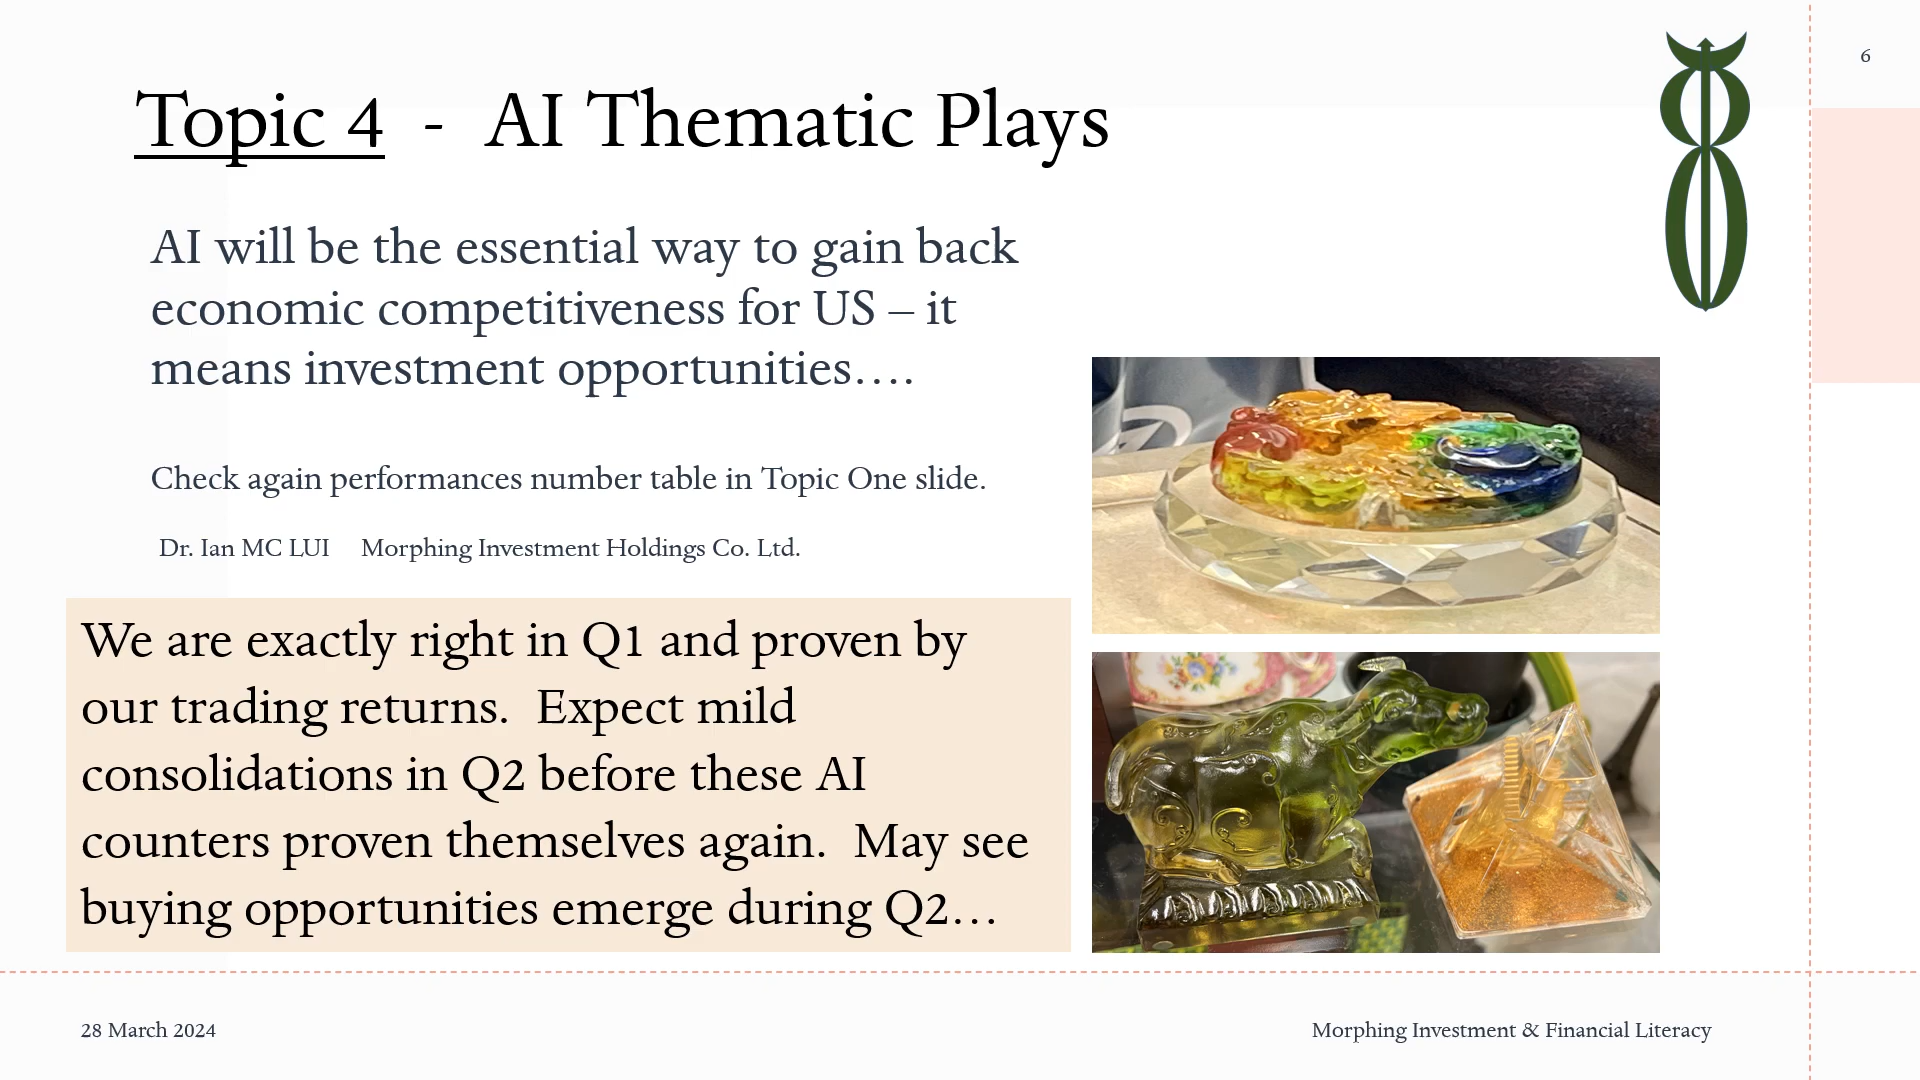 6
Topic 4 - AI Thematic Plays
AI will be the essential way to gain back
economic competitiveness for US – it
means investment opportunities….
Check again performances number table in Topic One slide.
Dr. Ian MC LUI Morphing Investment Holdings Co. Ltd.
We are exactly right in Q1 and proven by
our trading returns. Expect mild
consolidations in Q2 before these AI
counters proven themselves again. May see
buying opportunities emerge during Q2…
28 March 2024
Morphing Investment & Financial Literacy